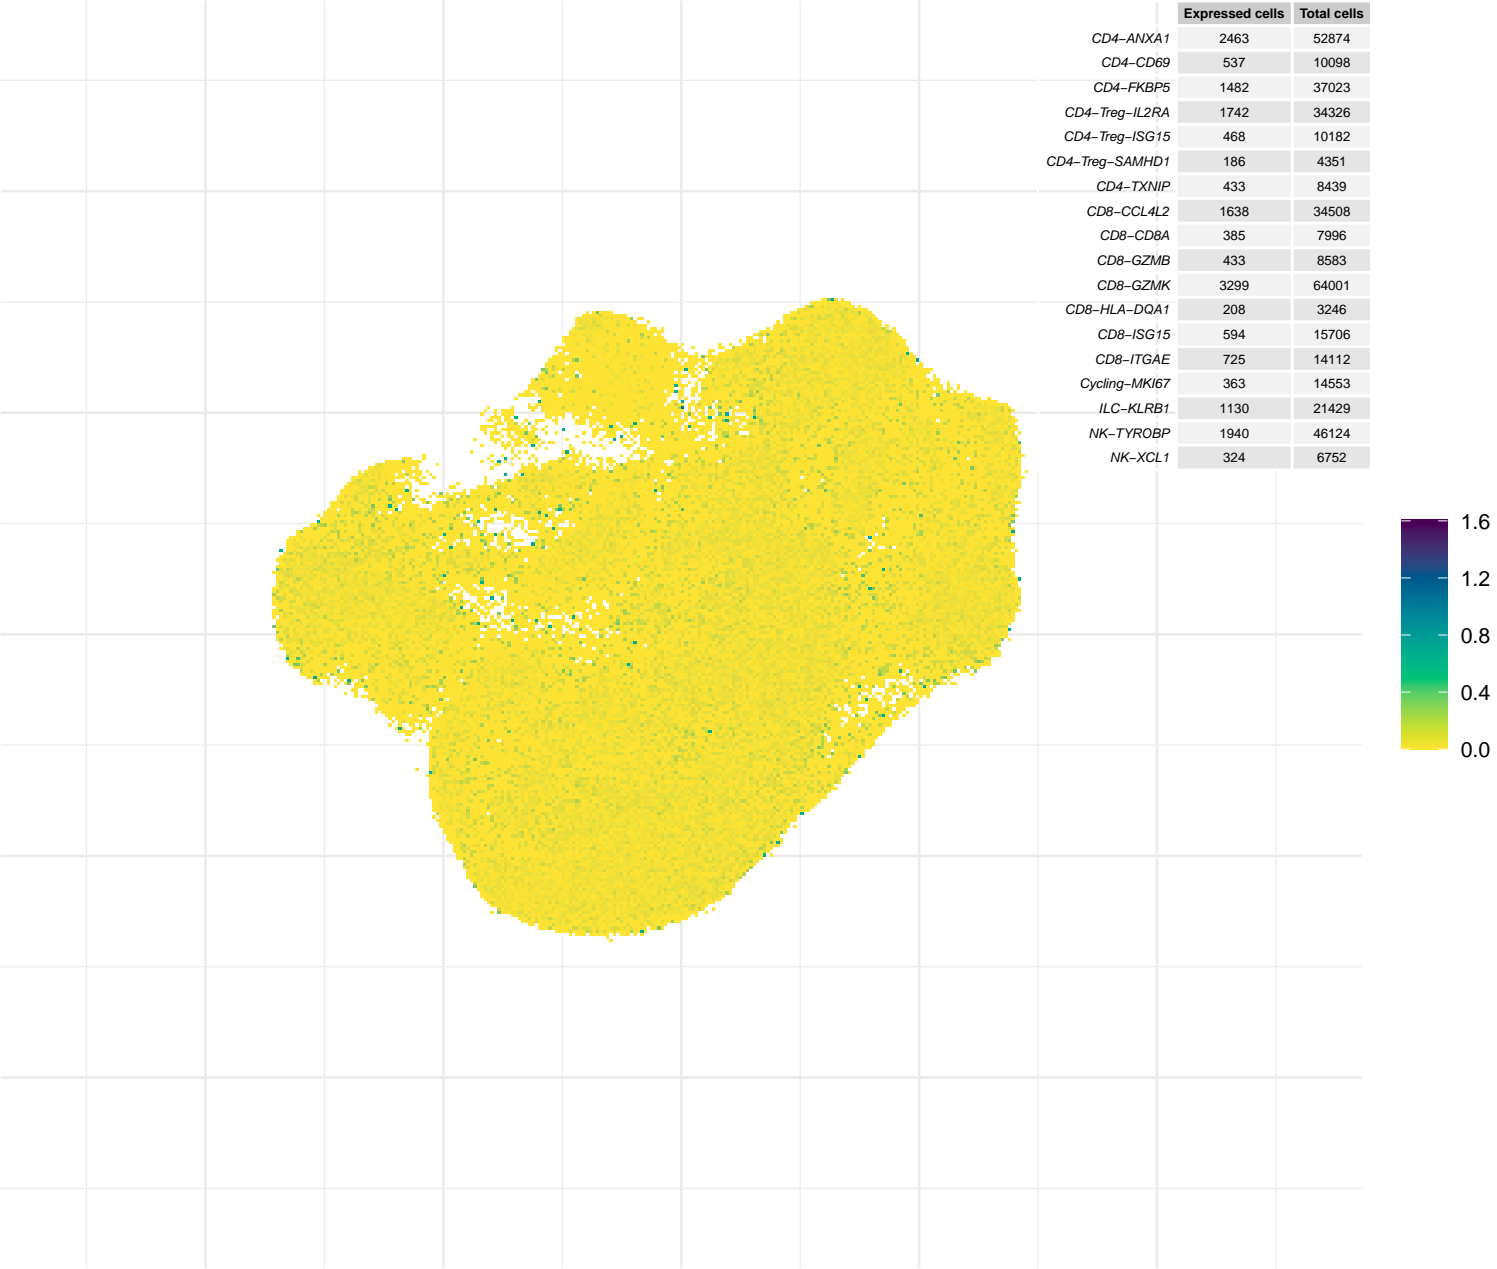 Expressed cells Total cells
CD4−ANXA1 2463 52874
CD4−CD69 537 10098
CD4−FKBP5 1482 37023
CD4−Treg−IL2RA 1742 34326
CD4−Treg−ISG15 468 10182
CD4−Treg−SAMHD1 186 4351
CD4−TXNIP 433 8439
CD8−CCL4L2 1638 34508
CD8−CD8A 385 7996
CD8−GZMB 433 8583
CD8−GZMK 3299 64001
CD8−HLA−DQA1 208 3246
CD8−ISG15 594 15706
CD8−ITGAE 725 14112
Cycling−MKI67 363 14553
ILC−KLRB1 1130 21429
NK−TYROBP 1940 46124
NK−XCL1 324 6752
1.6
1.2
0.8
0.4
0.0